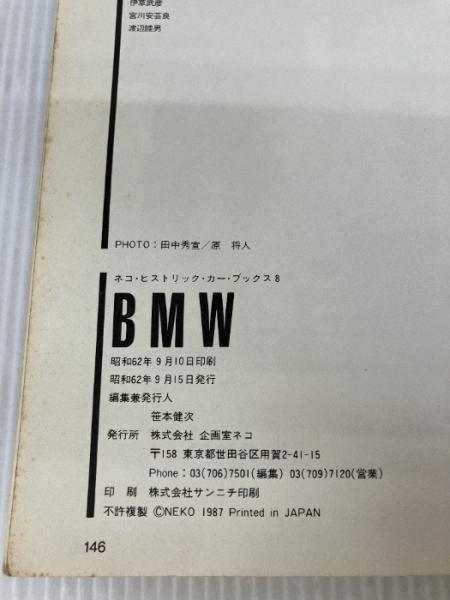 伊草武彦
宮川安芸良
渡辺睦男
PHOTO：田中秀宣／原　将人
ネコ・ヒストリック・カー・ブックス8
BMW
昭和62年9月10日印刷
昭和62年9月15日発行
編集兼発行人
笹本健次
発行所　株式会社 企画室ネコ
〒158 東京都世田谷区用賀2-41-15
Phone：03(706)7501(編集) 03(709)7120(営業)
印　刷　株式会社サンニチ印刷
不許複製 ©NEKO 1987 Printed in JAPAN
146